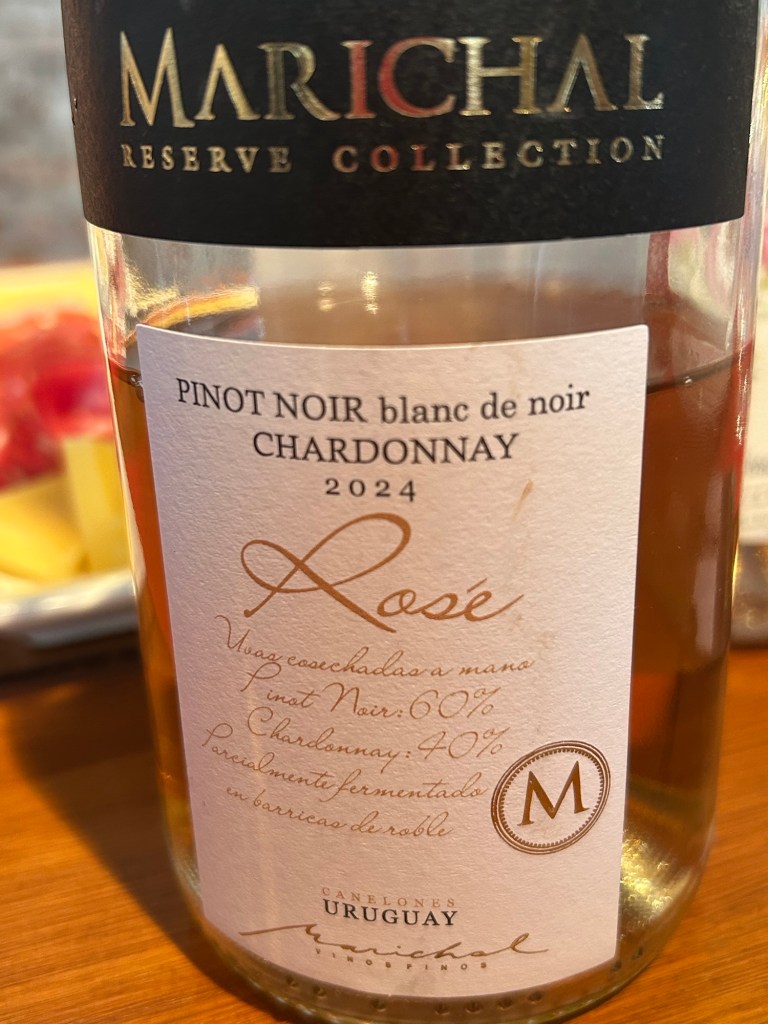 MARICHAL
RESERVE COLLECTION
PINOT NOIR blanc de noir
CHARDONNAY
2024
Rosé
Uvas cosechadas a mano
Pinot Noir: 60%
Chardonnay: 40%
Parcialmente fermentado
en barricas de roble
M
CANELONES
URUGUAY
Marichal
VINOS FINOS